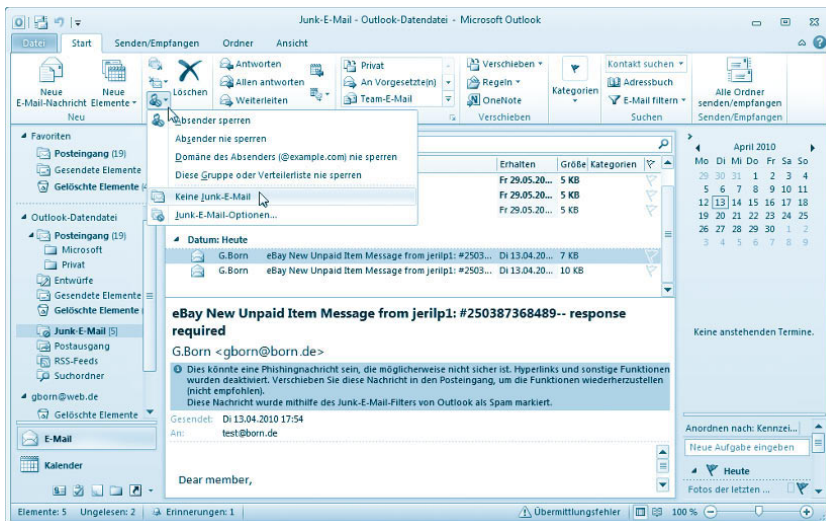 Junk-E-Mail - Outlook-Datendatei - Microsoft Outlook
Datei Start Senden/Empfangen Ordner Ansicht
Neue E-Mail-Nachricht
Neue Elemente
Neu
Löschen
Antworten
Allen antworten
Weiterleiten
Privat
An Vorgesetzte(n)
Team-E-Mail
Verschieben
Regeln
OneNote
Verschieben
Kategorien
Kontakt suchen
Adressbuch
E-Mail filtern
Suchen
Alle Ordner senden/empfangen
Senden/Empfangen
Absender sperren
Absender nie sperren
Domäne des Absenders (@example.com) nie sperren
Diese Gruppe oder Verteilerliste nie sperren
Keine Junk-E-Mail
Junk-E-Mail-Optionen...
Favoriten
Posteingang (19)
Gesendete Elemente
Gelöschte Elemente
Outlook-Datendatei
Posteingang (19)
Microsoft
Privat
Entwürfe
Gesendete Elemente
Gelöschte Elemente
Junk-E-Mail [5]
Postausgang
RSS-Feeds
Suchordner
gborn@web.de
Gelöschte Elemente
E-Mail
Kalender
Erhalten Größe Kategorien
Fr 29.05.20... 5 KB
Fr 29.05.20... 5 KB
Fr 29.05.20... 5 KB
Datum: Heute
G.Born eBay New Unpaid Item Message from jerilp1: #2503... Di 13.04.20... 7 KB
G.Born eBay New Unpaid Item Message from jerilp1: #2503... Di 13.04.20... 10 KB
eBay New Unpaid Item Message from jerilp1: #250387368489-- response
required
G.Born <gborn@born.de>
Dies könnte eine Phishingnachricht sein, die möglicherweise nicht sicher ist. Hyperlinks und sonstige Funktionen
wurden deaktiviert. Verschieben Sie diese Nachricht in den Posteingang, um die Funktionen wiederherzustellen
(nicht empfohlen).
Diese Nachricht wurde mithilfe des Junk-E-Mail-Filters von Outlook als Spam markiert.
Gesendet: Di 13.04.2010 17:54
An: test@born.de
Dear member,
April 2010
Mo Di Mi Do Fr Sa So
29 30 31 1 2 3 4
5 6 7 8 9 10 11
12 13 14 15 16 17 18
19 20 21 22 23 24 25
26 27 28 29 30 1 2
3 4 5 6 7 8 9
Keine anstehenden Termine.
Anordnen nach: Kennzei...
Neue Aufgabe eingeben
Heute
Fotos der letzten ...
Elemente: 5 Ungelesen: 2 Erinnerungen: 1 Übermittlungsfehler 100 %